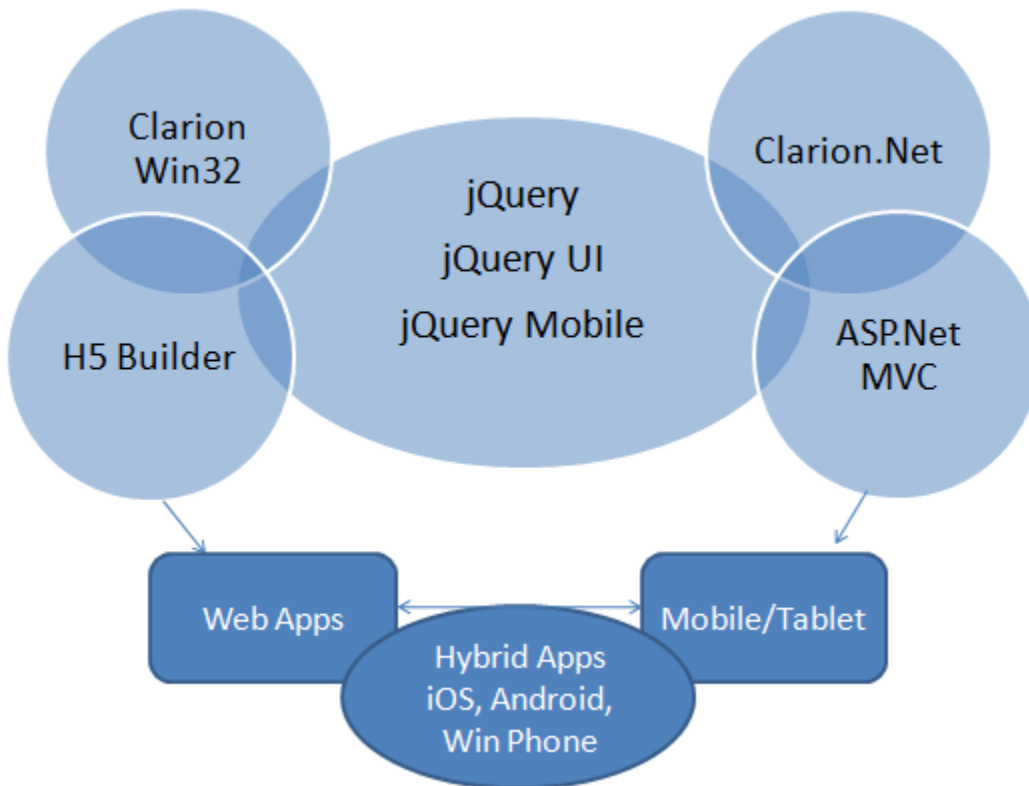 Clarion
Win32
jQuery
jQuery UI
jQuery Mobile
Clarion.Net
H5 Builder
ASP.Net
MVC
Web Apps
Mobile/Tablet
Hybrid Apps
iOS, Android,
Win Phone